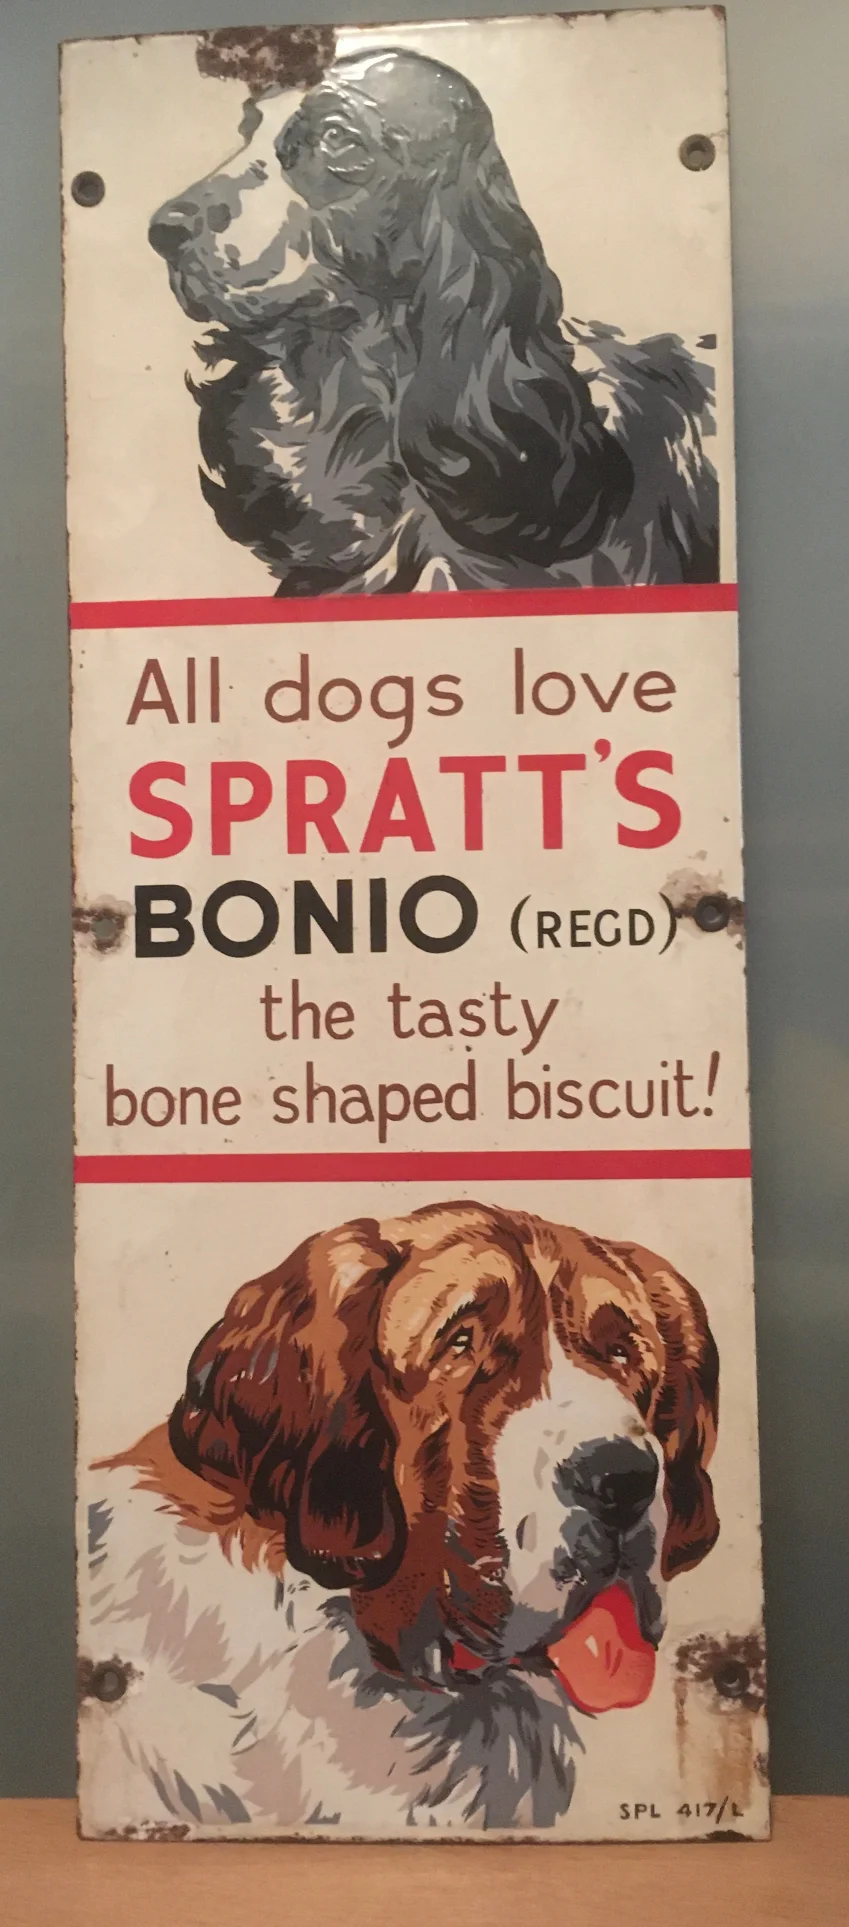 All dogs love
SPRATT'S
BONIO (REGD)
the tasty
bone shaped biscuit!
SPL 417/L